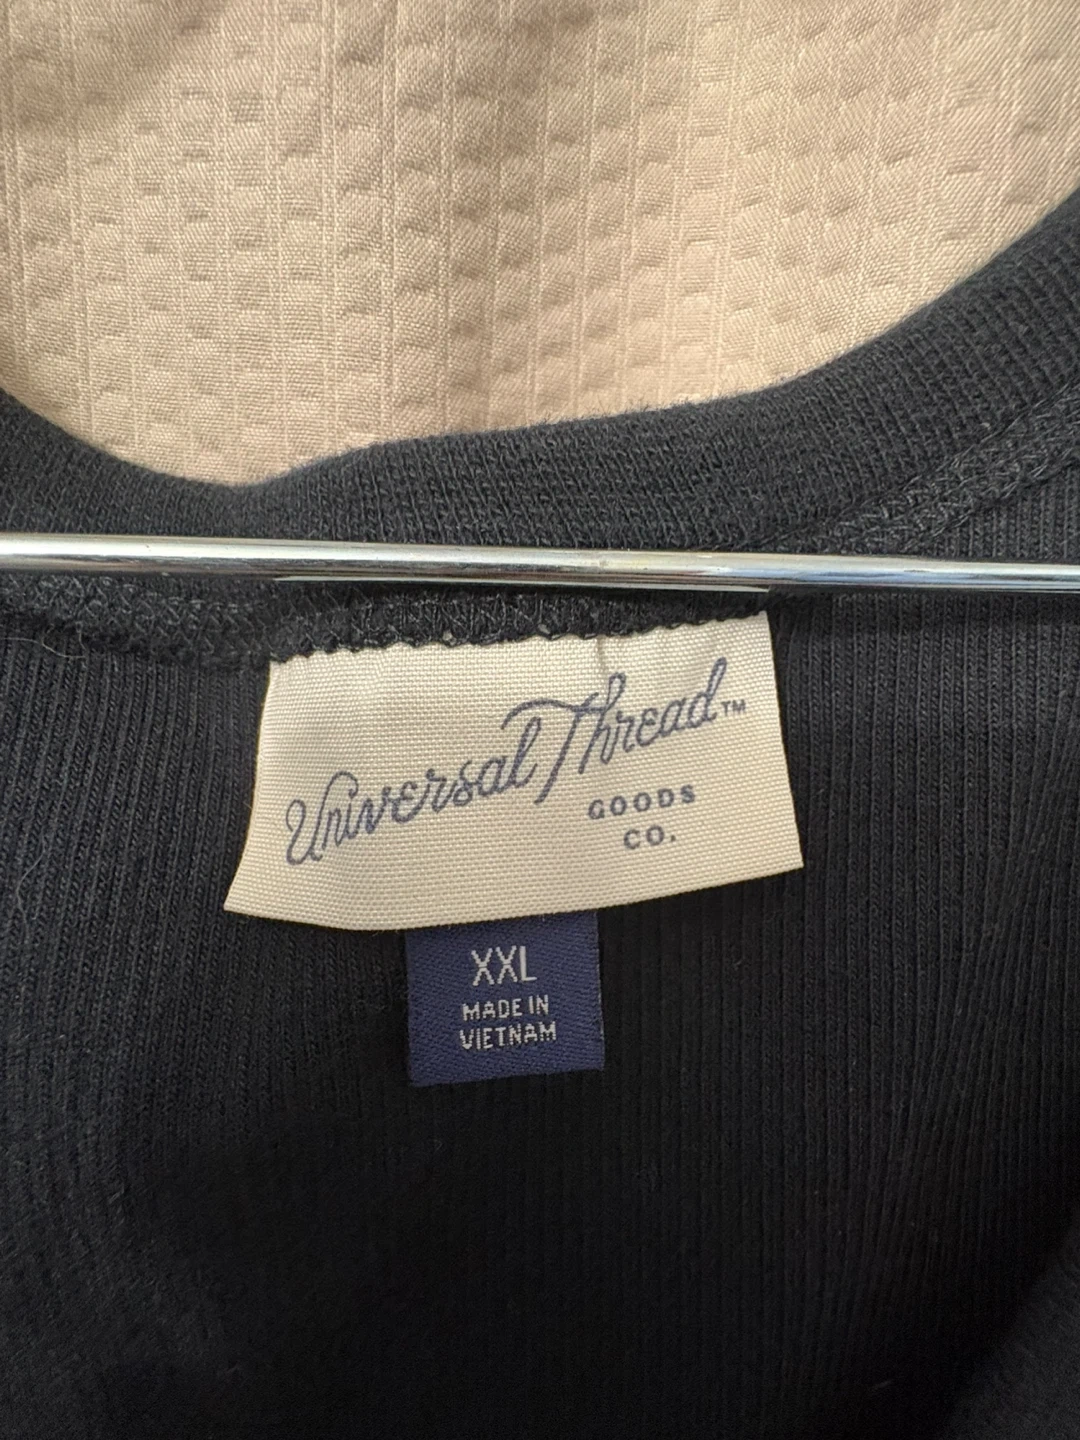 Universal Thread™
GOODS
CO.
XXL
MADE IN
VIETNAM